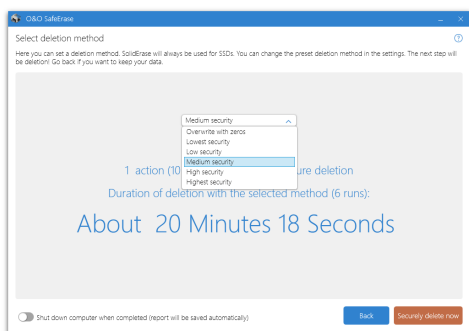 O&O SafeErase
Select deletion method
Here you can set a deletion method. SolidErase will always be used for SSDs. You can change the preset deletion method in the settings. The next step will
be deletion! Go back if you want to keep your data.
Medium security
Overwrite with zeros
Lowest security
Low security
Medium security
High security
Highest security
1 action (10 ure deletion
Duration of deletion with the selected method (6 runs):
About 20 Minutes 18 Seconds
Shut down computer when completed (report will be saved automatically)
Back
Securely delete now